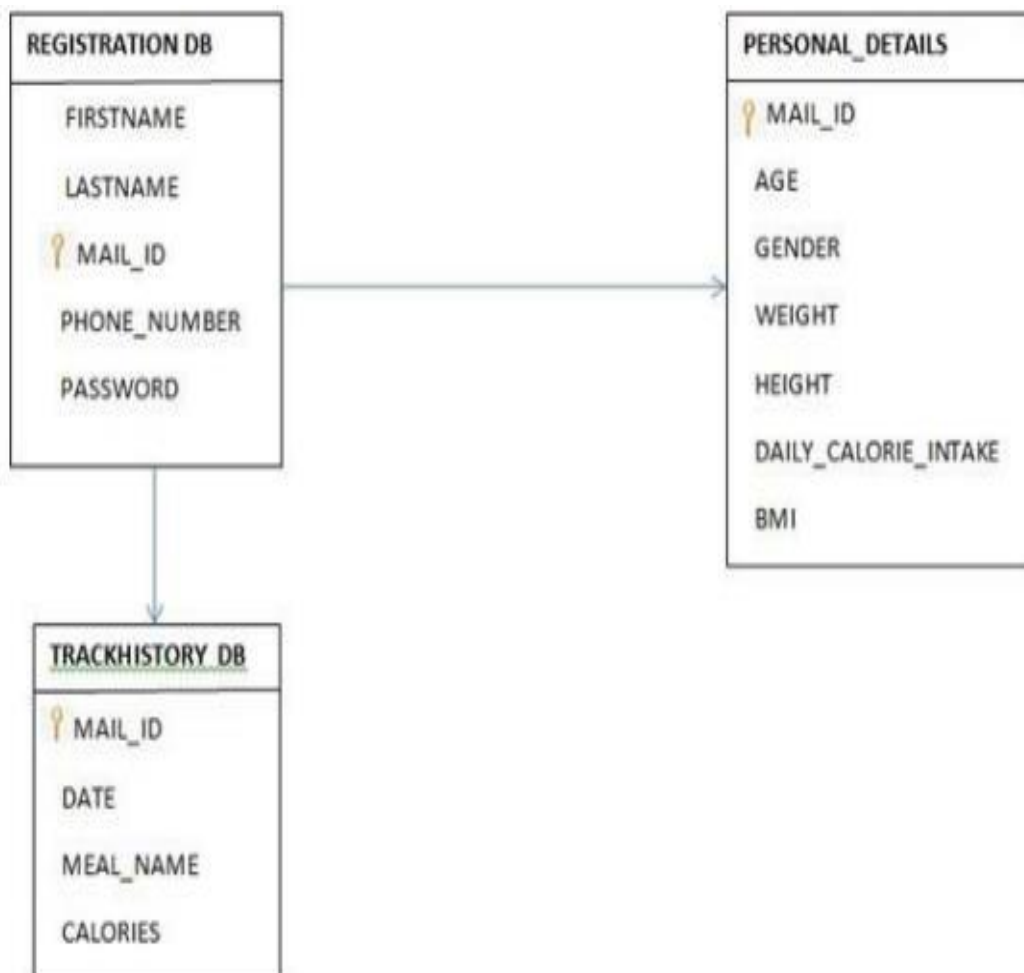 REGISTRATION DB
FIRSTNAME
LASTNAME
MAIL_ID
PHONE_NUMBER
PASSWORD
PERSONAL_DETAILS
MAIL_ID
AGE
GENDER
WEIGHT
HEIGHT
DAILY_CALORIE_INTAKE
BMI
TRACKHISTORY DB
MAIL_ID
DATE
MEAL_NAME
CALORIES